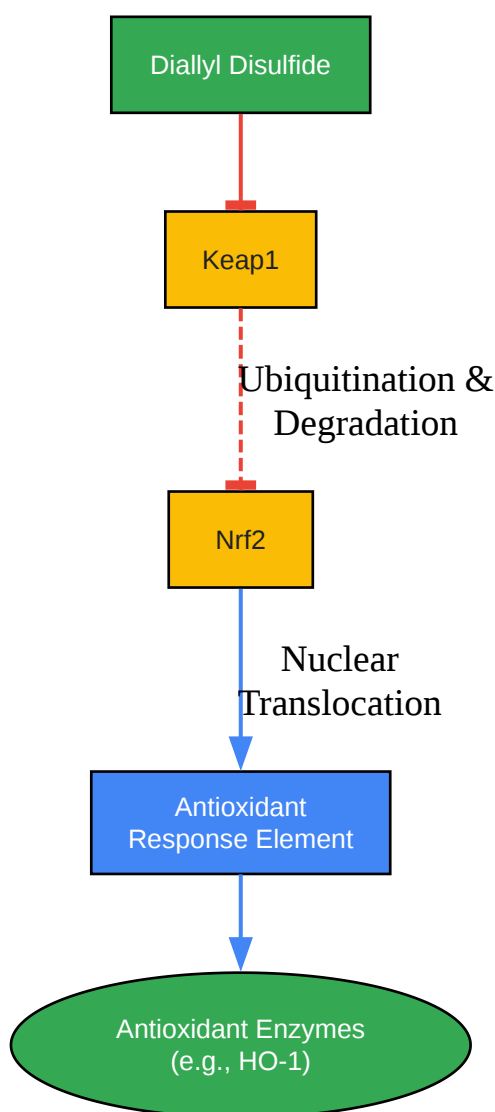 Diallyl Disulfide
Keap1
Ubiquitination &
Degradation
Nrf2
Nuclear
Translocation
Antioxidant
Response Element
Antioxidant Enzymes
(e.g., HO-1)